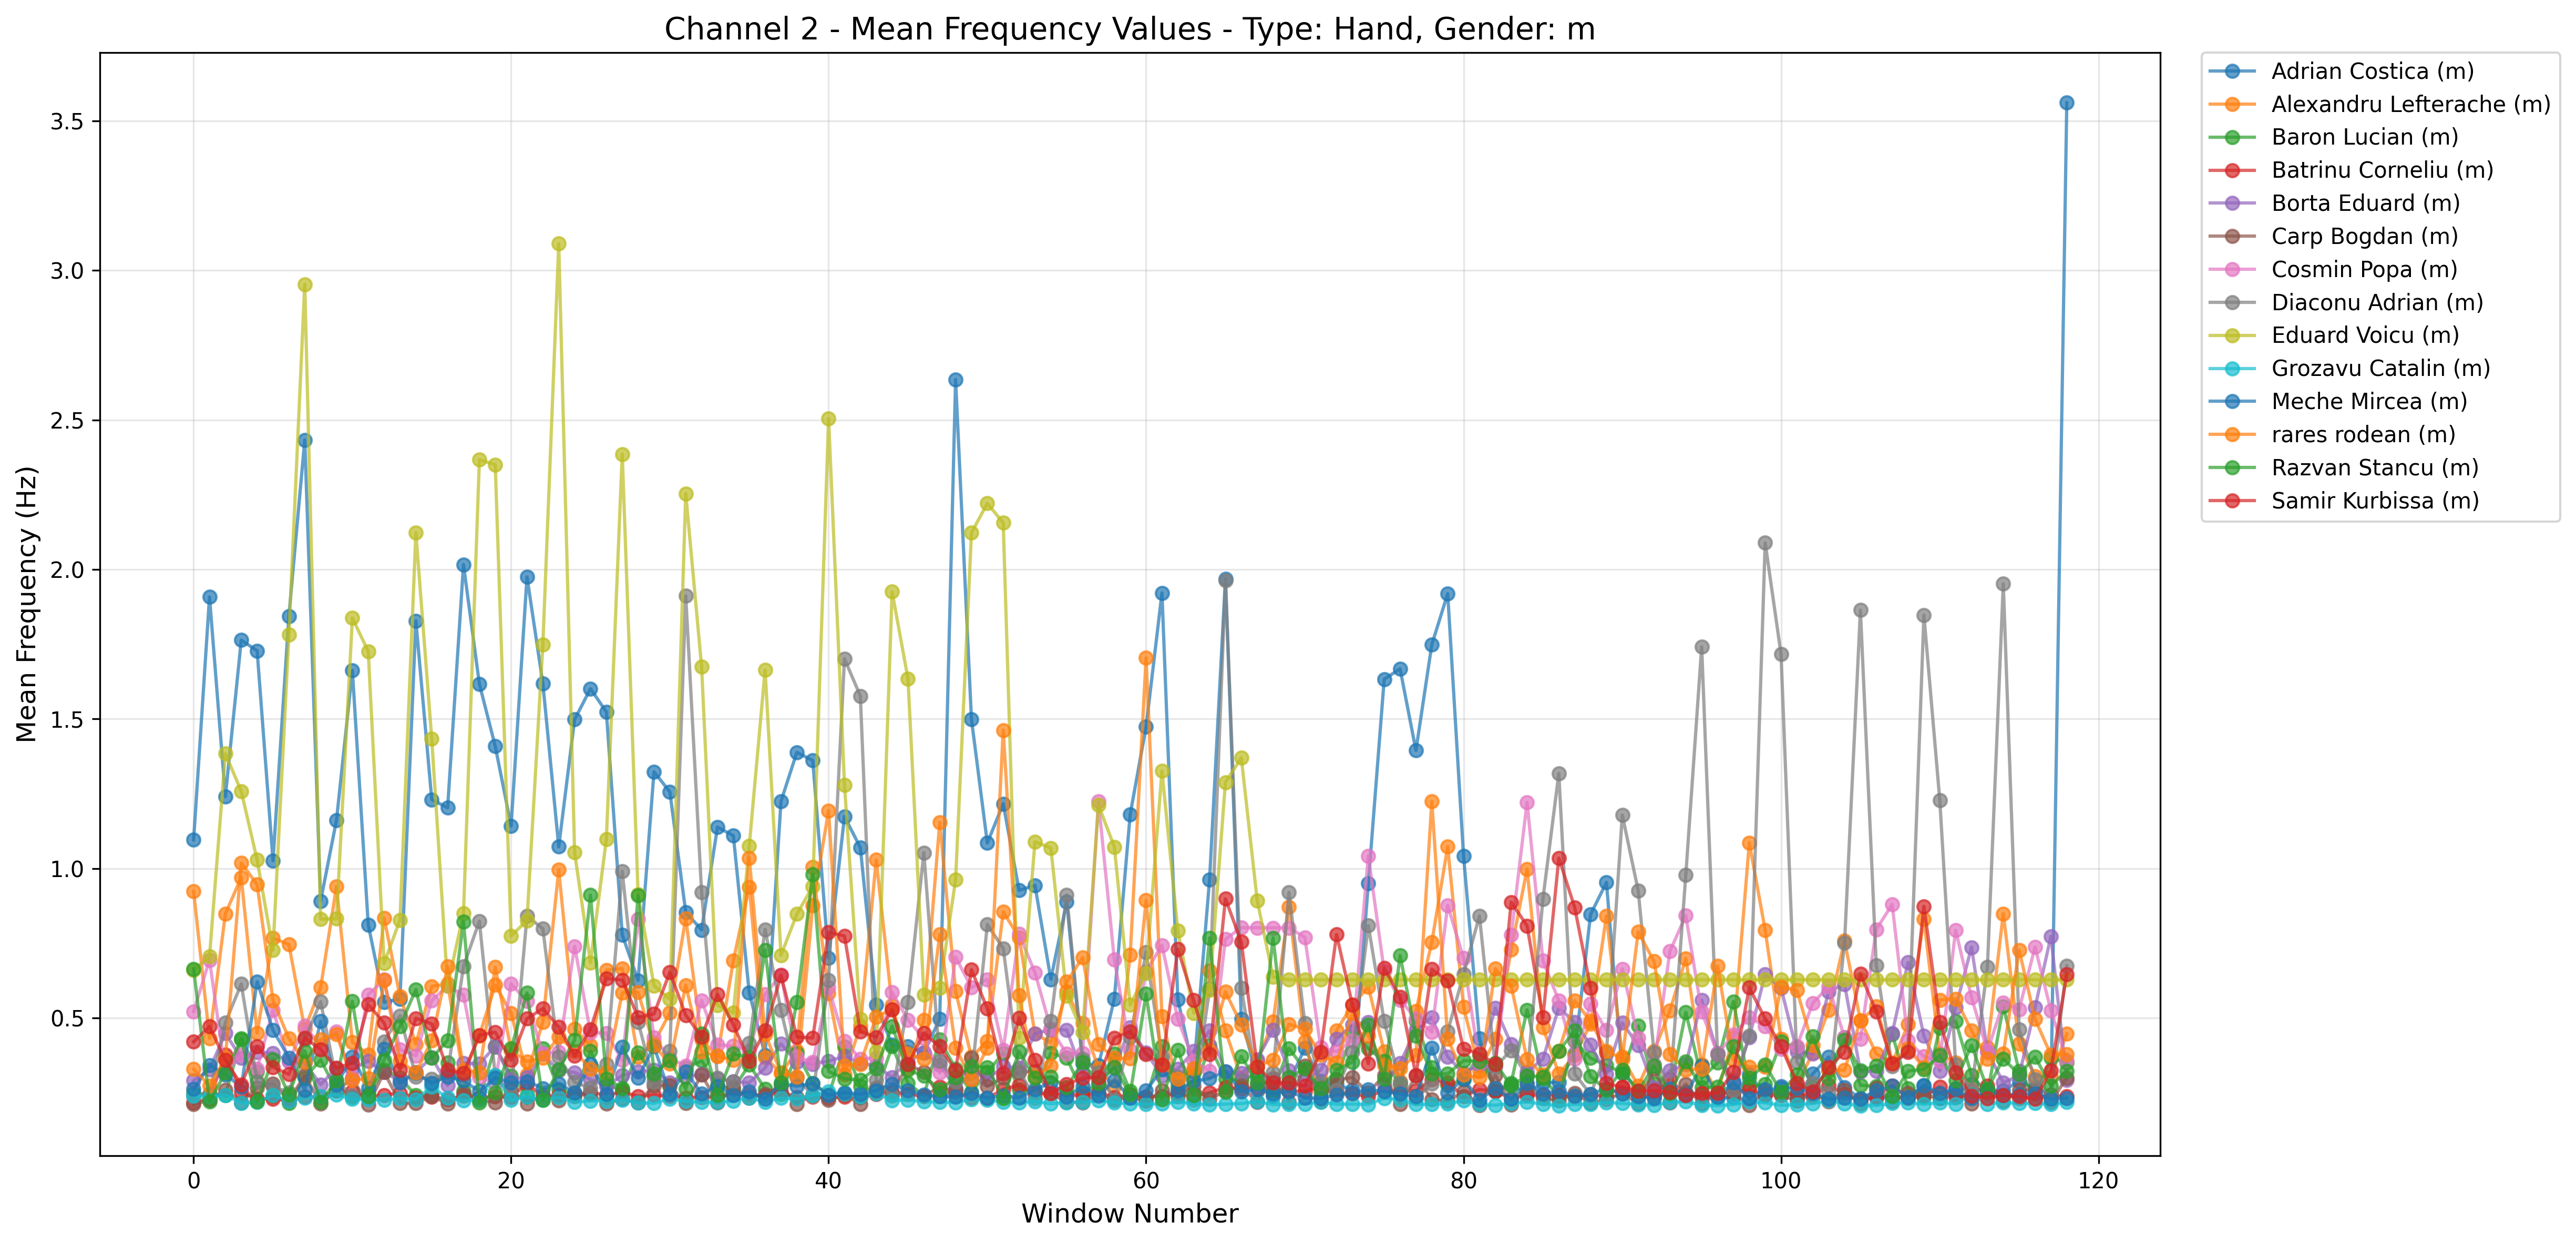 Channel 2 - Mean Frequency Values - Type: Hand, Gender: m
Mean Frequency (Hz)
3.5
3.0
2.5
2.0
1.5
1.0
0.5
0
20
40
60
80
100
120
Window Number
Adrian Costica (m)
Alexandru Lefterache (m)
Baron Lucian (m)
Batrinu Corneliu (m)
Borta Eduard (m)
Carp Bogdan (m)
Cosmin Popa (m)
Diaconu Adrian (m)
Eduard Voicu (m)
Grozavu Catalin (m)
Meche Mircea (m)
rares rodean (m)
Razvan Stancu (m)
Samir Kurbissa (m)